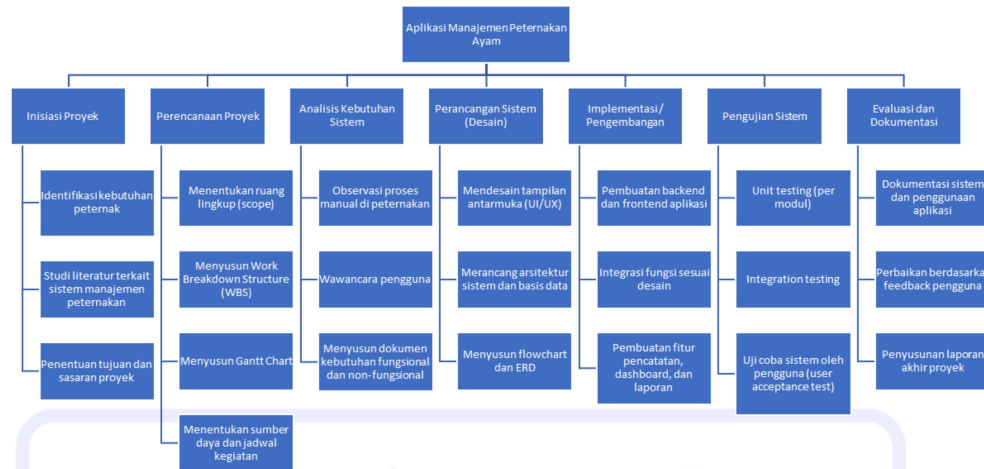 Aplikasi Manajemen Peternakan
Ayam
Inisiasi Proyek
Perencanaan Proyek
Analisis Kebutuhan
Sistem
Perancangan Sistem
(Desain)
Implementasi/
Pengembangan
Pengujian Sistem
Evaluasi dan
Dokumentasi
Identifikasi kebutuhan
peternak
Studi literatur terkait
sistem manajemen
peternakan
Penentuan tujuan dan
sasaran proyek
Menentukan ruang
lingkup (scope)
Menyusun Work
Breakdown Structure
(WBS)
Menyusun Gantt Chart
Menentukan sumber
daya dan jadwal
kegiatan
Observasi proses
manual di peternakan
Wawancara pengguna
Menyusun dokumen
kebutuhan fungsional
dan non-fungsional
Mendesain tampilan
antarmuka (UI/UX)
Merancang arsitektur
sistem dan basis data
Menyusun flowchart
dan ERD
Pembuatan backend
dan frontend aplikasi
Integrasi fungsi sesuai
desain
Pembuatan fitur
pencatatan,
dashboard, dan
laporan
Unit testing (per
modul)
Integration testing
Uji coba sistem oleh
pengguna (user
acceptance test)
Dokumentasi sistem
dan penggunaan
aplikasi
Perbaikan berdasarka
feedback pengguna
Penyusunan laporan
akhir proyek